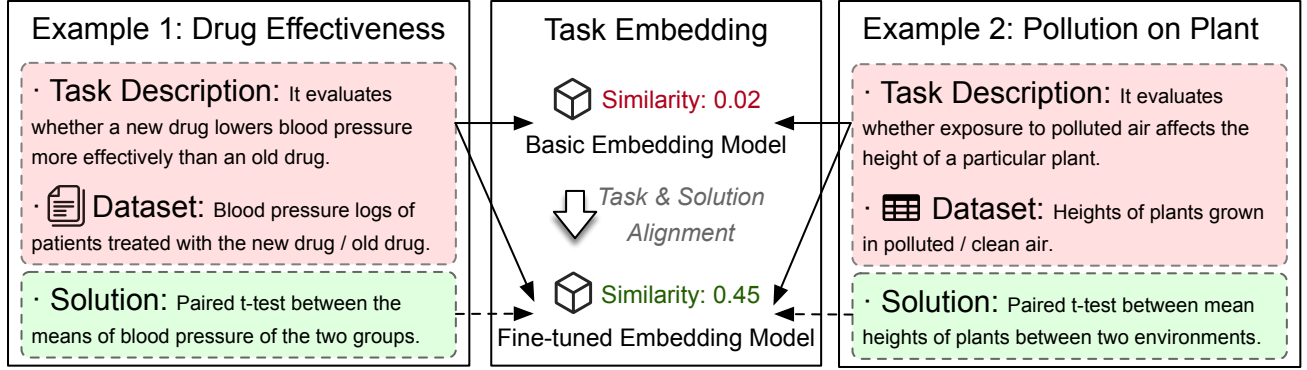 Example 1: Drug Effectiveness
· Task Description: It evaluates
whether a new drug lowers blood pressure
more effectively than an old drug.
· Dataset: Blood pressure logs of
patients treated with the new drug / old drug.
· Solution: Paired t-test between the
means of blood pressure of the two groups.
Task Embedding
Similarity: 0.02
Basic Embedding Model
Task & Solution
Alignment
Similarity: 0.45
Fine-tuned Embedding Model
Example 2: Pollution on Plant
· Task Description: It evaluates
whether exposure to polluted air affects the
height of a particular plant.
· Dataset: Heights of plants grown
in polluted / clean air.
· Solution: Paired t-test between mean
heights of plants between two environments.